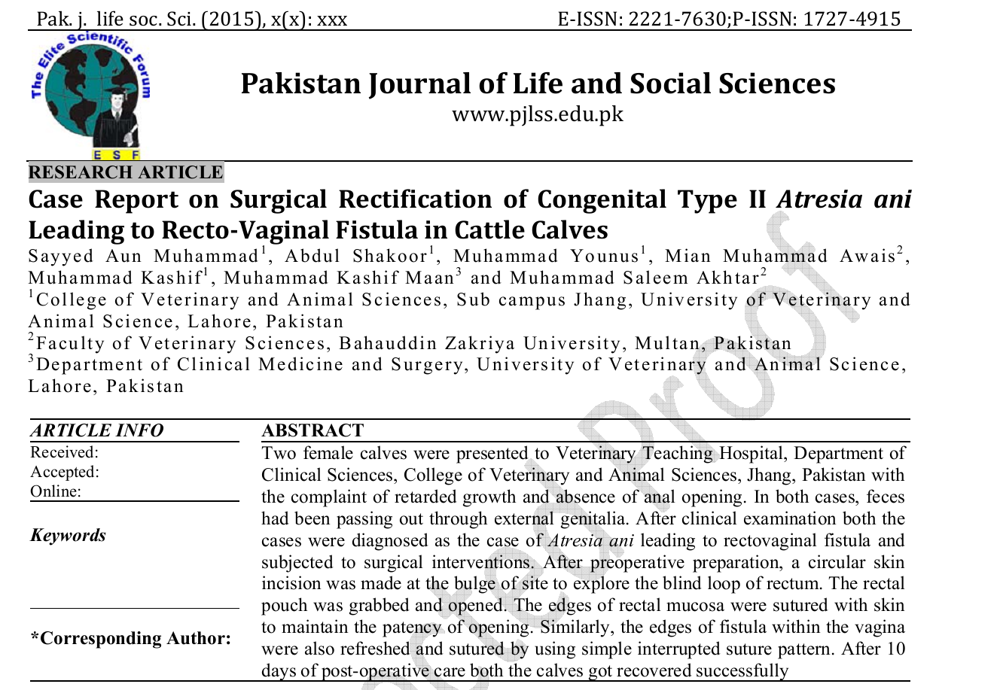 Pak. j. life soc. Sci. (2015), x(x): xxx E-ISSN: 2221-7630;P-ISSN: 1727-4915
The Elite Scientific Forum
E S F
Pakistan Journal of Life and Social Sciences
www.pjlss.edu.pk
RESEARCH ARTICLE
Case Report on Surgical Rectification of Congenital Type II Atresia ani
Leading to Recto-Vaginal Fistula in Cattle Calves
Sayyed Aun Muhammad1, Abdul Shakoor1, Muhammad Younus1, Mian Muhammad Awais2,
Muhammad Kashif1, Muhammad Kashif Maan3 and Muhammad Saleem Akhtar2
1College of Veterinary and Animal Sciences, Sub campus Jhang, University of Veterinary and
Animal Science, Lahore, Pakistan
2Faculty of Veterinary Sciences, Bahauddin Zakriya University, Multan, Pakistan
3Department of Clinical Medicine and Surgery, University of Veterinary and Animal Science,
Lahore, Pakistan
ARTICLE INFO
Received:
Accepted:
Online:
Keywords
*Corresponding Author:
ABSTRACT
Two female calves were presented to Veterinary Teaching Hospital, Department of
Clinical Sciences, College of Veterinary and Animal Sciences, Jhang, Pakistan with
the complaint of retarded growth and absence of anal opening. In both cases, feces
had been passing out through external genitalia. After clinical examination both the
cases were diagnosed as the case of Atresia ani leading to rectovaginal fistula and
subjected to surgical interventions. After preoperative preparation, a circular skin
incision was made at the bulge of site to explore the blind loop of rectum. The rectal
pouch was grabbed and opened. The edges of rectal mucosa were sutured with skin
to maintain the patency of opening. Similarly, the edges of fistula within the vagina
were also refreshed and sutured by using simple interrupted suture pattern. After 10
days of post-operative care both the calves got recovered successfully
Proof